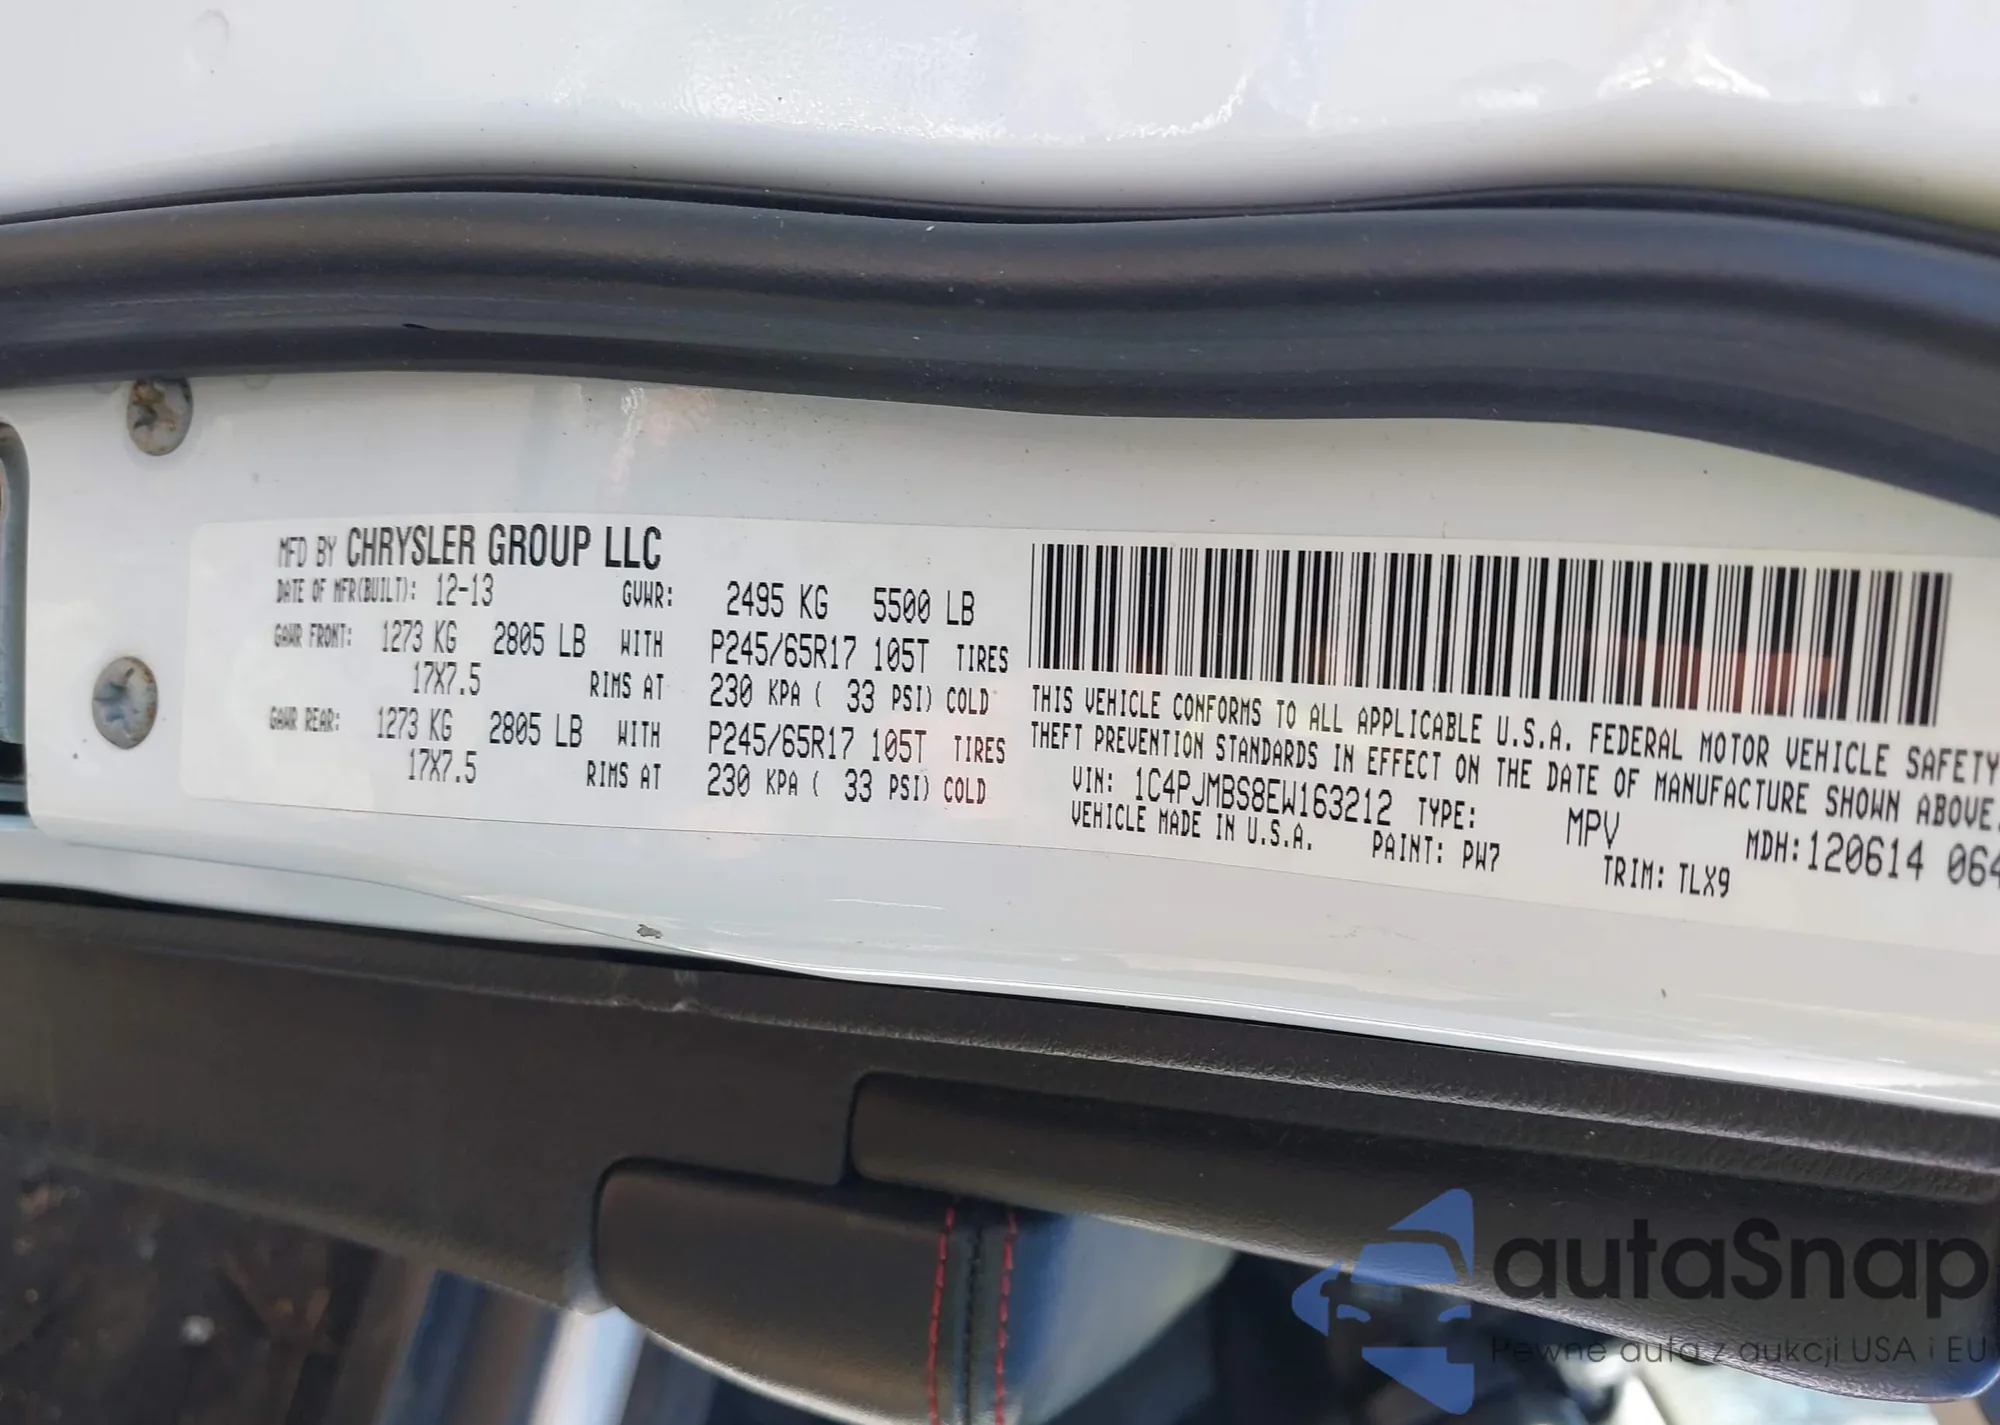 MFD BY CHRYSLER GROUP LLC
DATE OF MFR(BUILT): 12-13 GVWR: 2495 KG 5500 LB
GAWR FRONT: 1273 KG 2805 LB WITH P245/65R17 105T TIRES
17X7.5 RIMS AT 230 KPA ( 33 PSI) COLD
GAWR REAR: 1273 KG 2805 LB WITH P245/65R17 105T TIRES
17X7.5 RIMS AT 230 KPA ( 33 PSI) COLD
THIS VEHICLE CONFORMS TO ALL APPLICABLE U.S.A. FEDERAL MOTOR VEHICLE SAFETY
THEFT PREVENTION STANDARDS IN EFFECT ON THE DATE OF MANUFACTURE SHOWN ABOVE.
VIN: 1C4PJMBS8EW163212 TYPE: MPV MDH:120614 064
VEHICLE MADE IN U.S.A. PAINT: PW7 TRIM: TLX9
autaSnap
Pewne auta z aukcji USA i EU